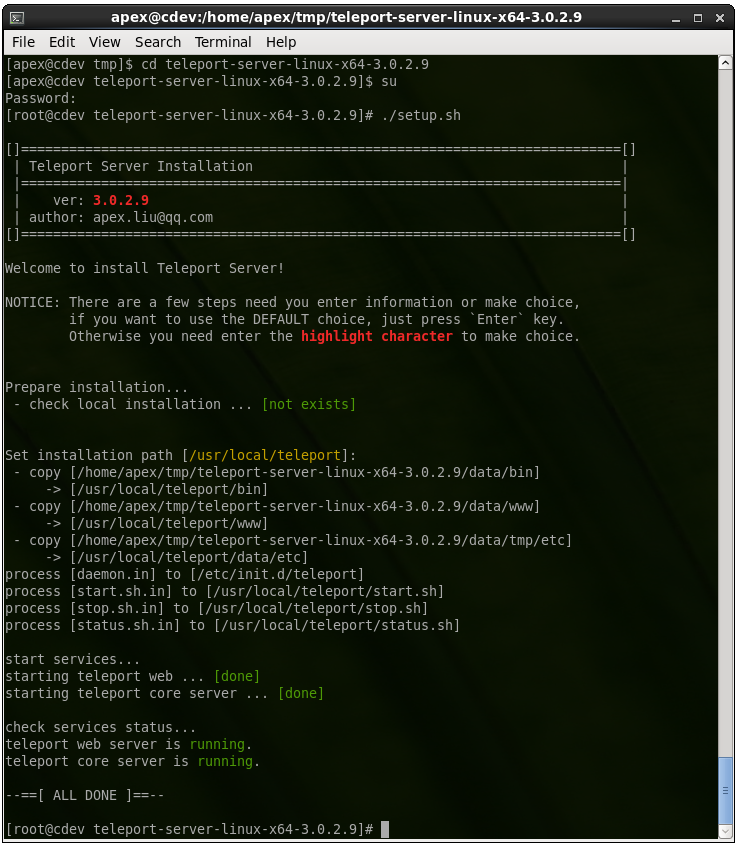 apex@cdev:/home/apex/tmp/teleport-server-linux-x64-3.0.2.9
File Edit View Search Terminal Help
[apex@cdev tmp]$ cd teleport-server-linux-x64-3.0.2.9
[apex@cdev teleport-server-linux-x64-3.0.2.9]$ su
Password:
[root@cdev teleport-server-linux-x64-3.0.2.9]# ./setup.sh
[]===========================================================================[]
| Teleport Server Installation |
|===========================================================================|
| ver: 3.0.2.9 |
| author: apex.liu@qq.com |
[]===========================================================================[]
Welcome to install Teleport Server!
NOTICE: There are a few steps need you enter information or make choice,
if you want to use the DEFAULT choice, just press `Enter` key.
Otherwise you need enter the highlight character to make choice.
Prepare installation...
- check local installation ... [not exists]
Set installation path [/usr/local/teleport]:
- copy [/home/apex/tmp/teleport-server-linux-x64-3.0.2.9/data/bin]
-> [/usr/local/teleport/bin]
- copy [/home/apex/tmp/teleport-server-linux-x64-3.0.2.9/data/www]
-> [/usr/local/teleport/www]
- copy [/home/apex/tmp/teleport-server-linux-x64-3.0.2.9/data/tmp/etc]
-> [/usr/local/teleport/data/etc]
process [daemon.in] to [/etc/init.d/teleport]
process [start.sh.in] to [/usr/local/teleport/start.sh]
process [stop.sh.in] to [/usr/local/teleport/stop.sh]
process [status.sh.in] to [/usr/local/teleport/status.sh]
start services...
starting teleport web ... [done]
starting teleport core server ... [done]
check services status...
teleport web server is running.
teleport core server is running.
--==[ ALL DONE ]==--
[root@cdev teleport-server-linux-x64-3.0.2.9]#